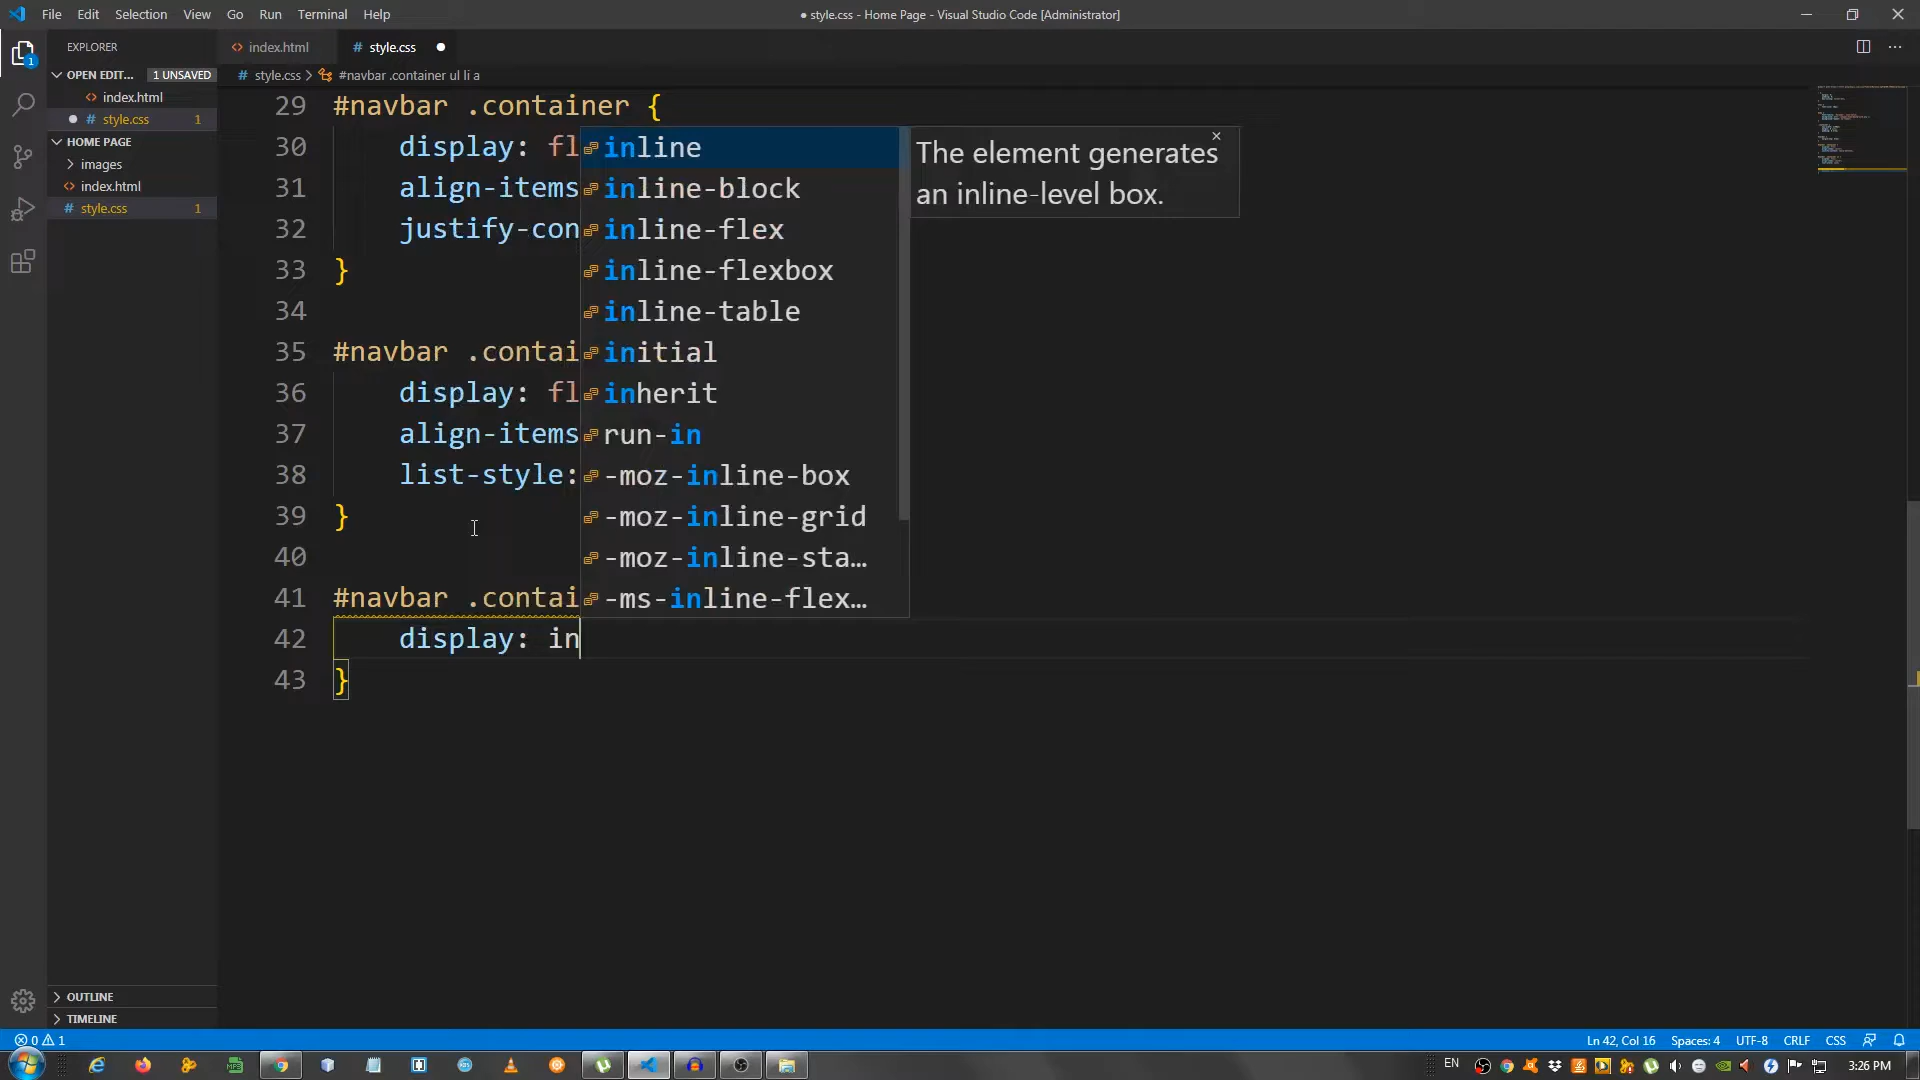 File Edit Selection View Go Run Terminal Help
● style.css - Home Page - Visual Studio Code [Administrator]
EXPLORER
OPEN EDIT... 1 UNSAVED
index.html
# style.css 1
HOME PAGE
images
index.html
# style.css 1
OUTLINE
TIMELINE
index.html # style.css
# style.css > #navbar .container ul li a
29 #navbar .container {
30 display: fl
31 align-items
32 justify-con
33 }
34
35 #navbar .contai
36 display: fl
37 align-items
38 list-style:
39 }
40
41 #navbar .contai
42 display: in
43 }
inline
inline-block
inline-flex
inline-flexbox
inline-table
initial
inherit
run-in
-moz-inline-box
-moz-inline-grid
-moz-inline-sta...
-ms-inline-flex...
The element generates
an inline-level box.
1
0 1
Ln 42, Col 16 Spaces: 4 UTF-8 CRLF CSS
EN
3:26 PM